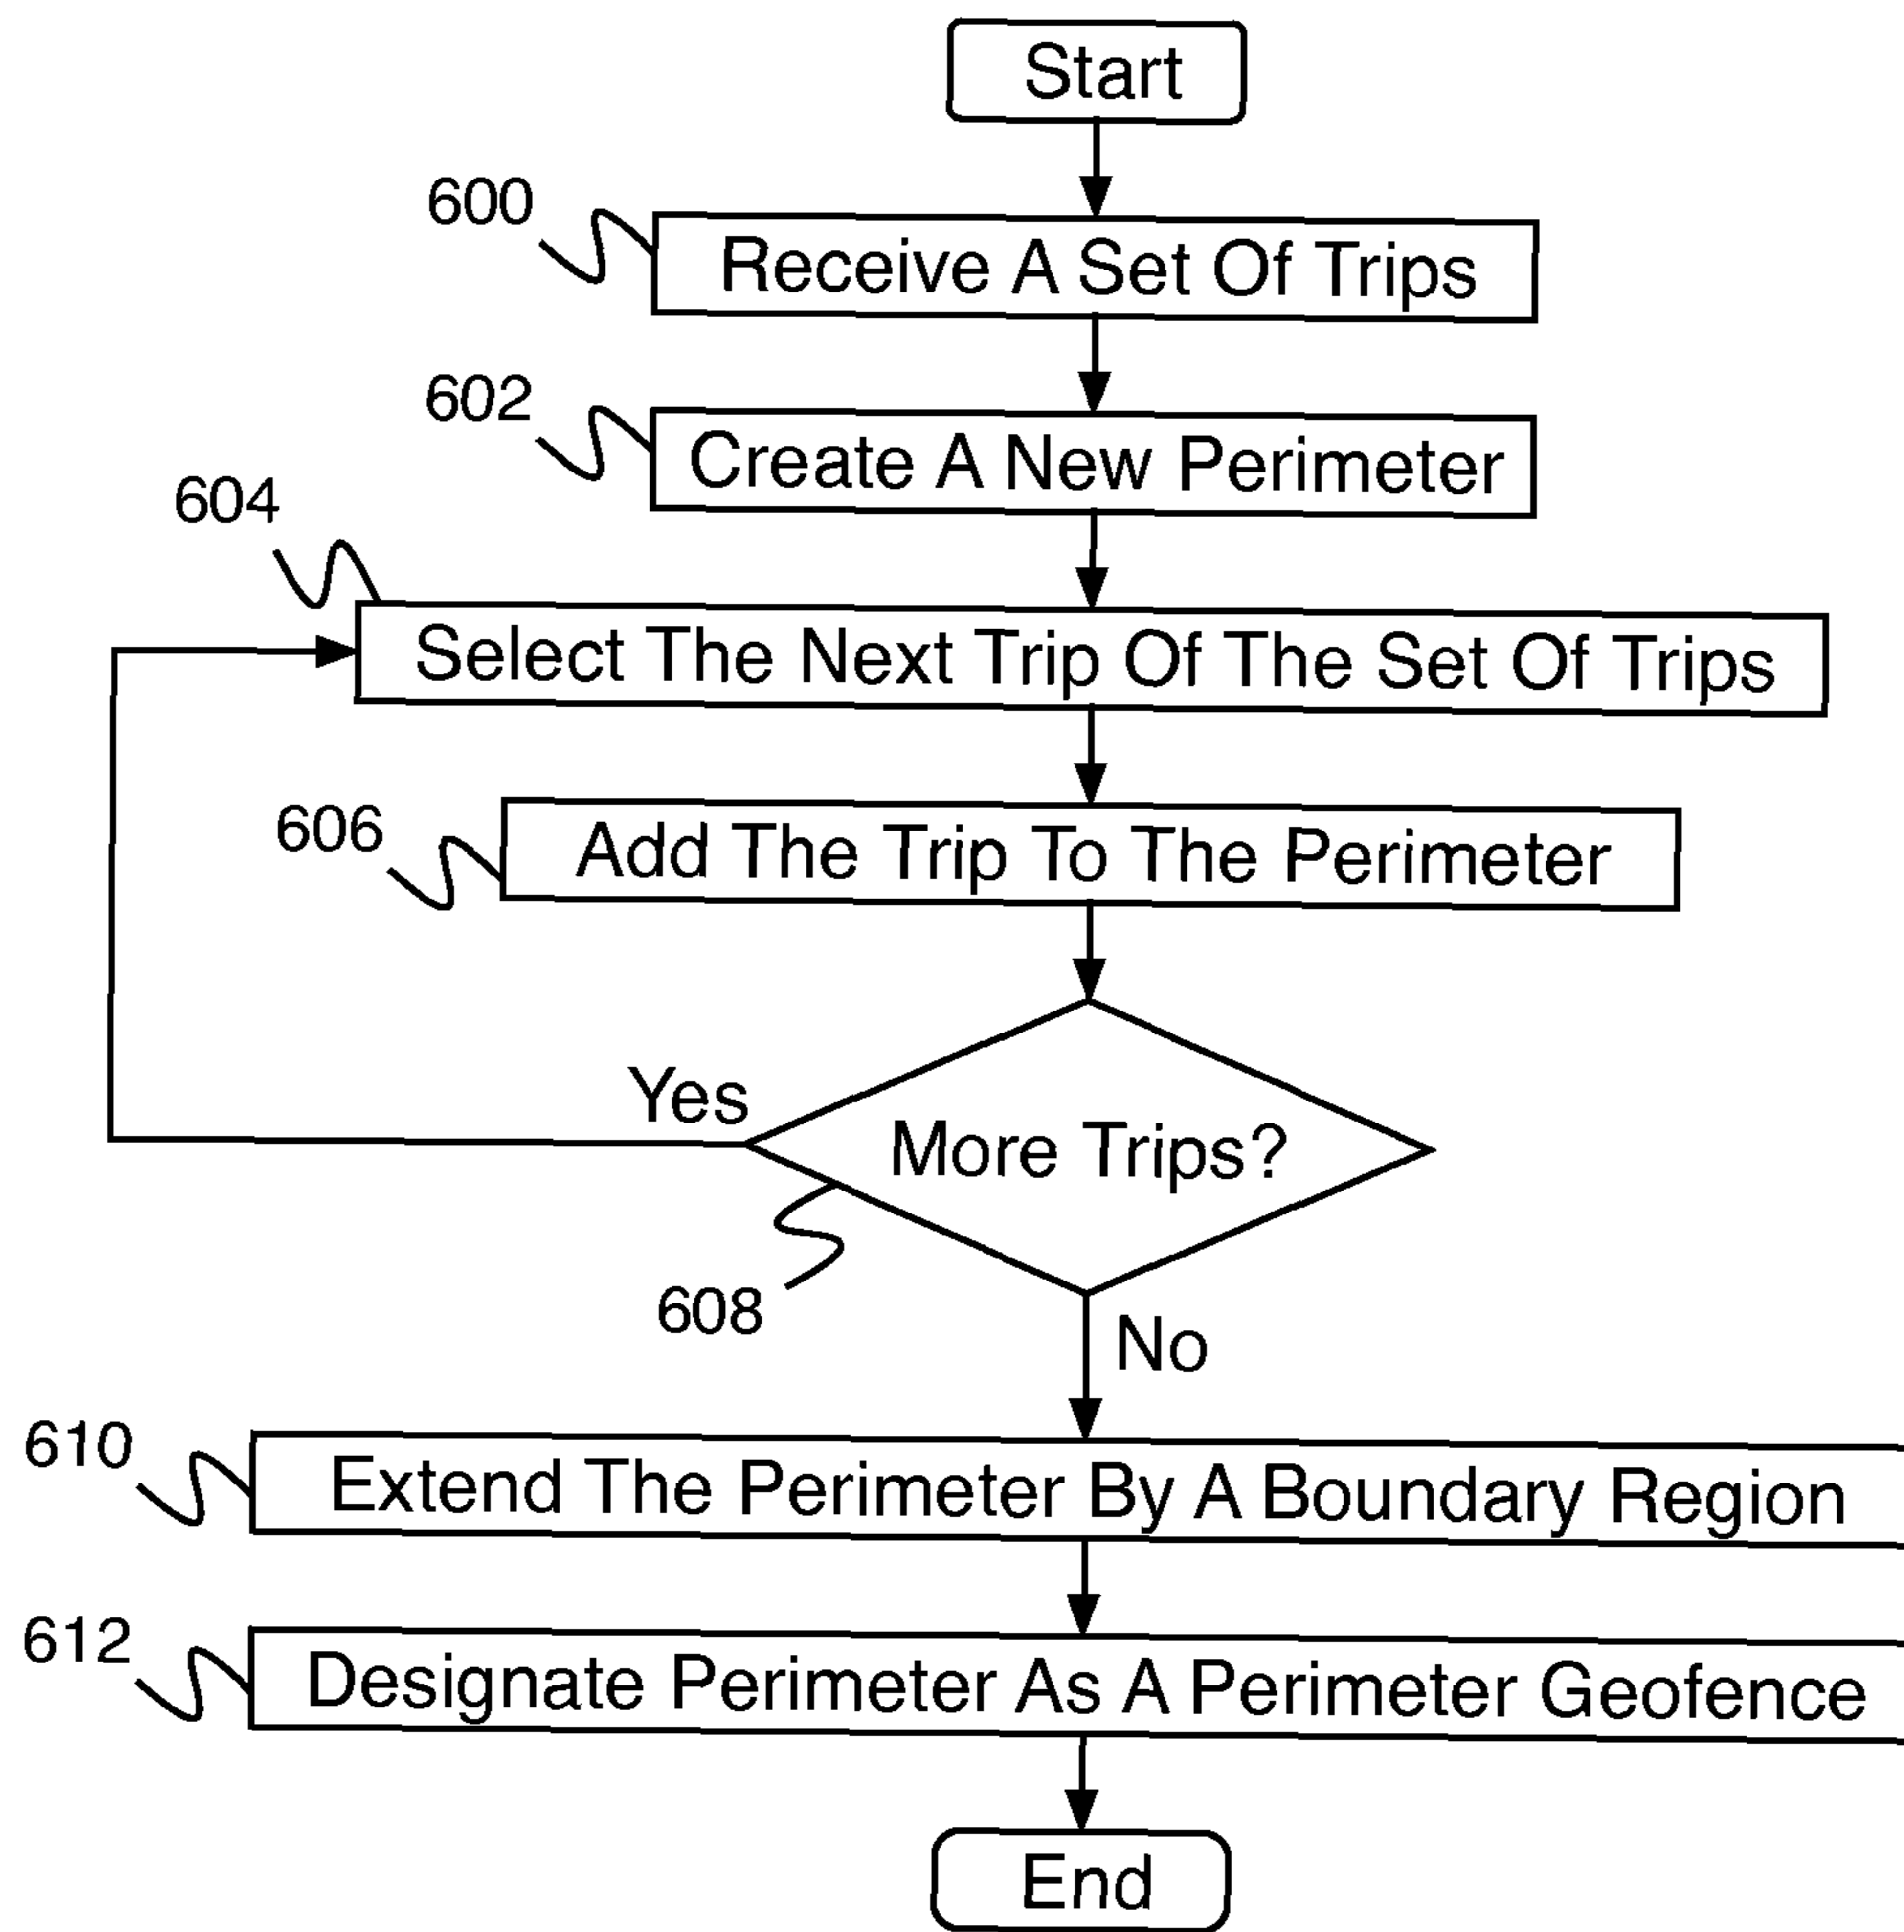 Start
600
Receive A Set Of Trips
602
Create A New Perimeter
604
Select The Next Trip Of The Set Of Trips
606
Add The Trip To The Perimeter
Yes
More Trips?
608
No
610
Extend The Perimeter By A Boundary Region
612
Designate Perimeter As A Perimeter Geofence
End